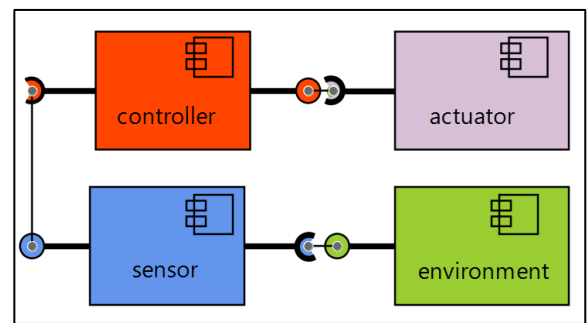 controller
actuator
sensor
environment